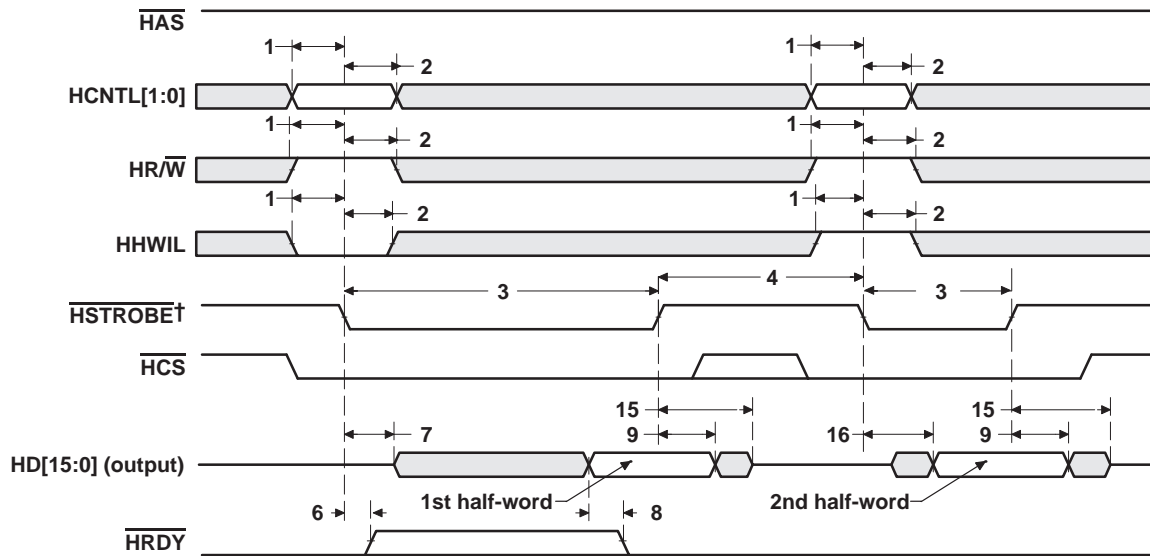 HAS
1
1
2
2
HCNTL[1:0]
1
1
2
2
HR/W
1
1
2
2
HHWIL
3
4
3
HSTROBE†
HCS
15
15
7
9
16
9
HD[15:0] (output)
1st half-word
2nd half-word
6
8
HRDY